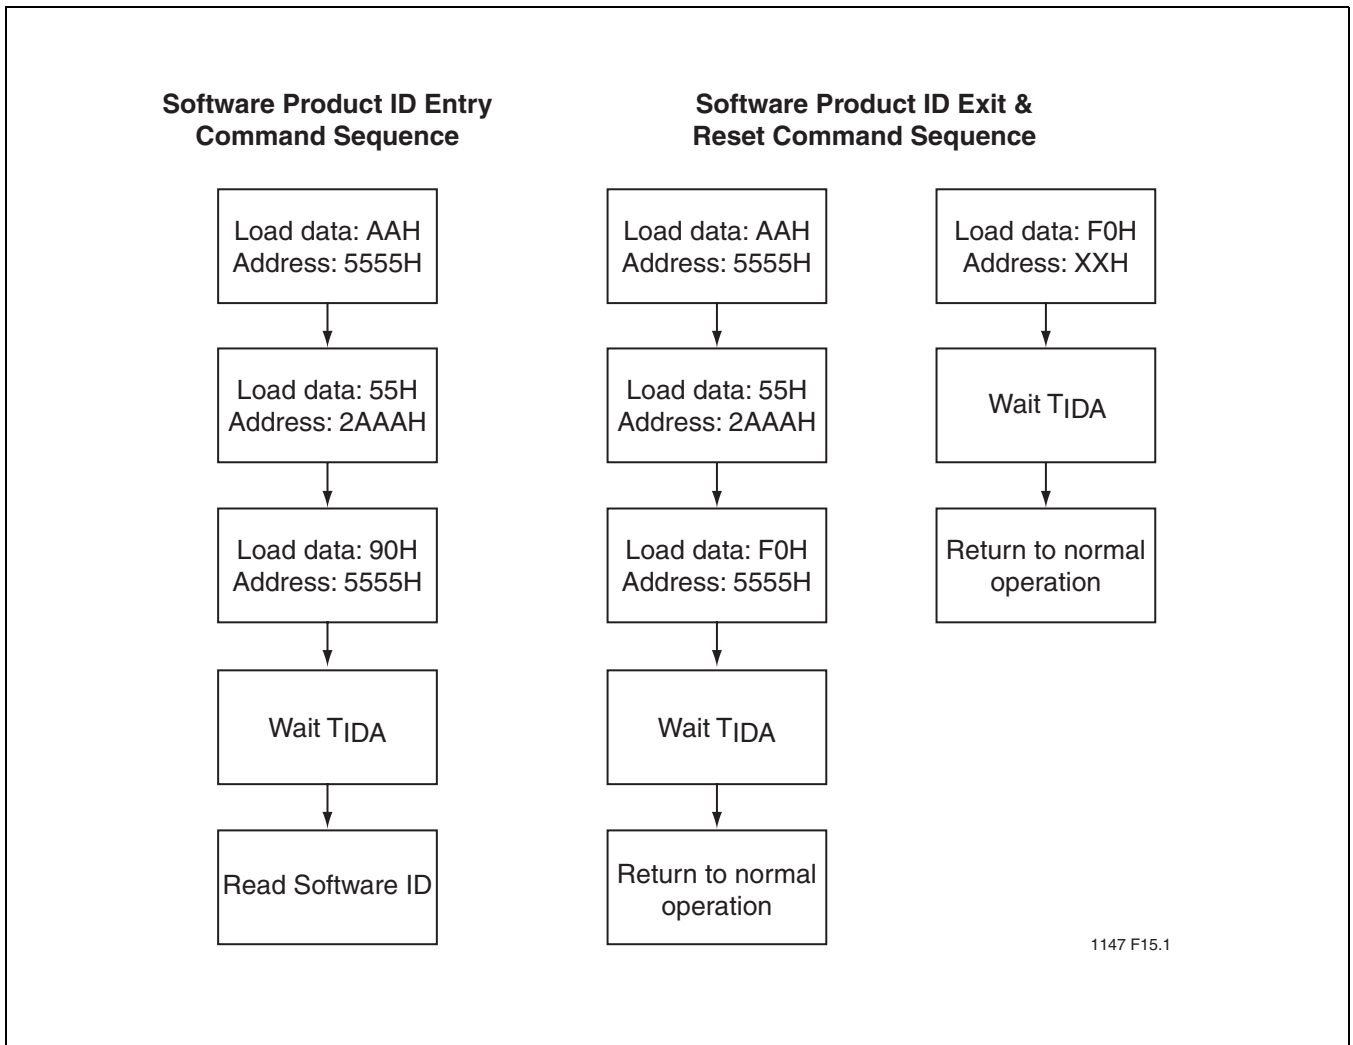 Software Product ID Entry
Command Sequence
Load data: AAH
Address: 5555H
Load data: 55H
Address: 2AAAH
Load data: 90H
Address: 5555H
Wait TIDA
Read Software ID
Software Product ID Exit &
Reset Command Sequence
Load data: AAH
Address: 5555H
Load data: 55H
Address: 2AAAH
Load data: F0H
Address: 5555H
Wait TIDA
Return to normal
operation
Load data: F0H
Address: XXH
Wait TIDA
Return to normal
operation
1147 F15.1